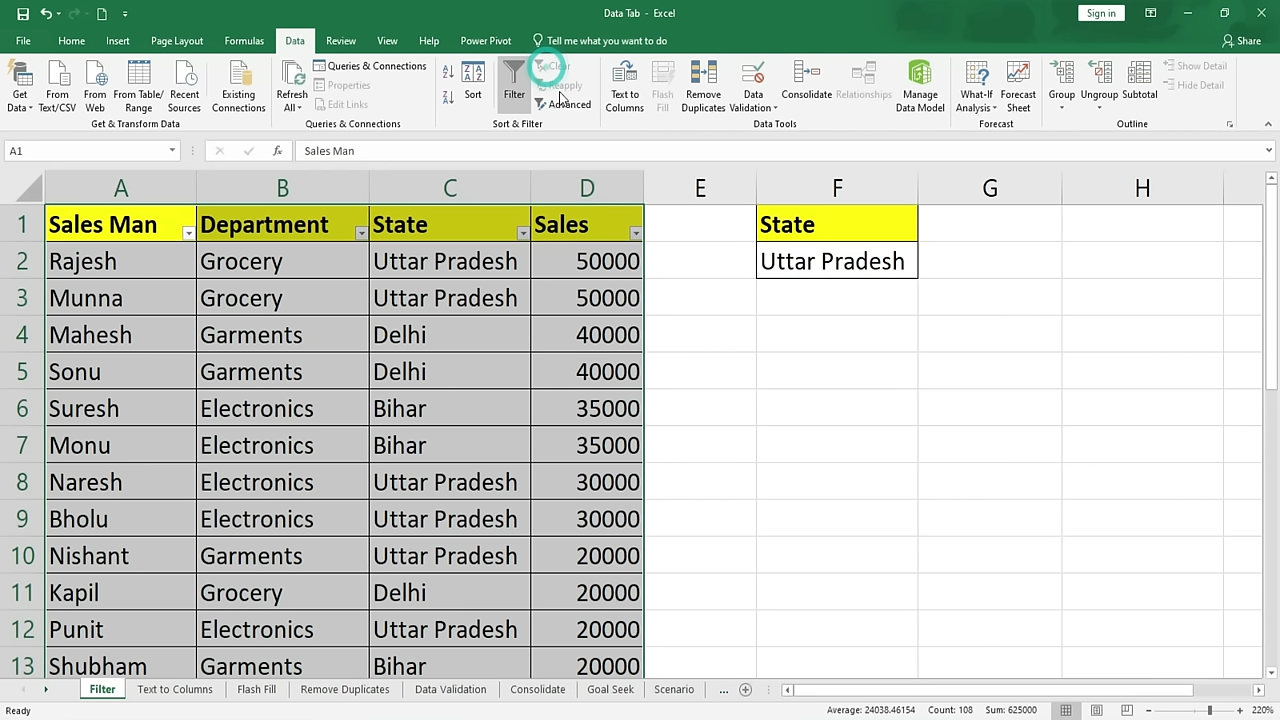 Data Tab - Excel
Sign in
File Home Insert Page Layout Formulas Data Review View Help Power Pivot Tell me what you want to do Share
Get Data
From Text/CSV
From Web
From Table/ Range
Recent Sources
Existing Connections
Get & Transform Data
Refresh All
Queries & Connections
Properties
Edit Links
Queries & Connections
Sort
Filter
Clear
Reapply
Advanced
Sort & Filter
Text to Columns
Flash Fill
Remove Duplicates
Data Validation
Consolidate
Relationships
Manage Data Model
Data Tools
What-If Analysis
Forecast Sheet
Forecast
Group
Ungroup
Subtotal
Show Detail
Hide Detail
Outline
A1 fx Sales Man
A B C D E F G H
1 Sales Man Department State Sales State
2 Rajesh Grocery Uttar Pradesh 50000 Uttar Pradesh
3 Munna Grocery Uttar Pradesh 50000
4 Mahesh Garments Delhi 40000
5 Sonu Garments Delhi 40000
6 Suresh Electronics Bihar 35000
7 Monu Electronics Bihar 35000
8 Naresh Electronics Uttar Pradesh 30000
9 Bholu Electronics Uttar Pradesh 30000
10 Nishant Garments Uttar Pradesh 20000
11 Kapil Grocery Delhi 20000
12 Punit Electronics Uttar Pradesh 20000
13 Shubham Garments Bihar 20000
Filter Text to Columns Flash Fill Remove Duplicates Data Validation Consolidate Goal Seek Scenario ...
Ready Average: 24038.46154 Count: 108 Sum: 625000 220%